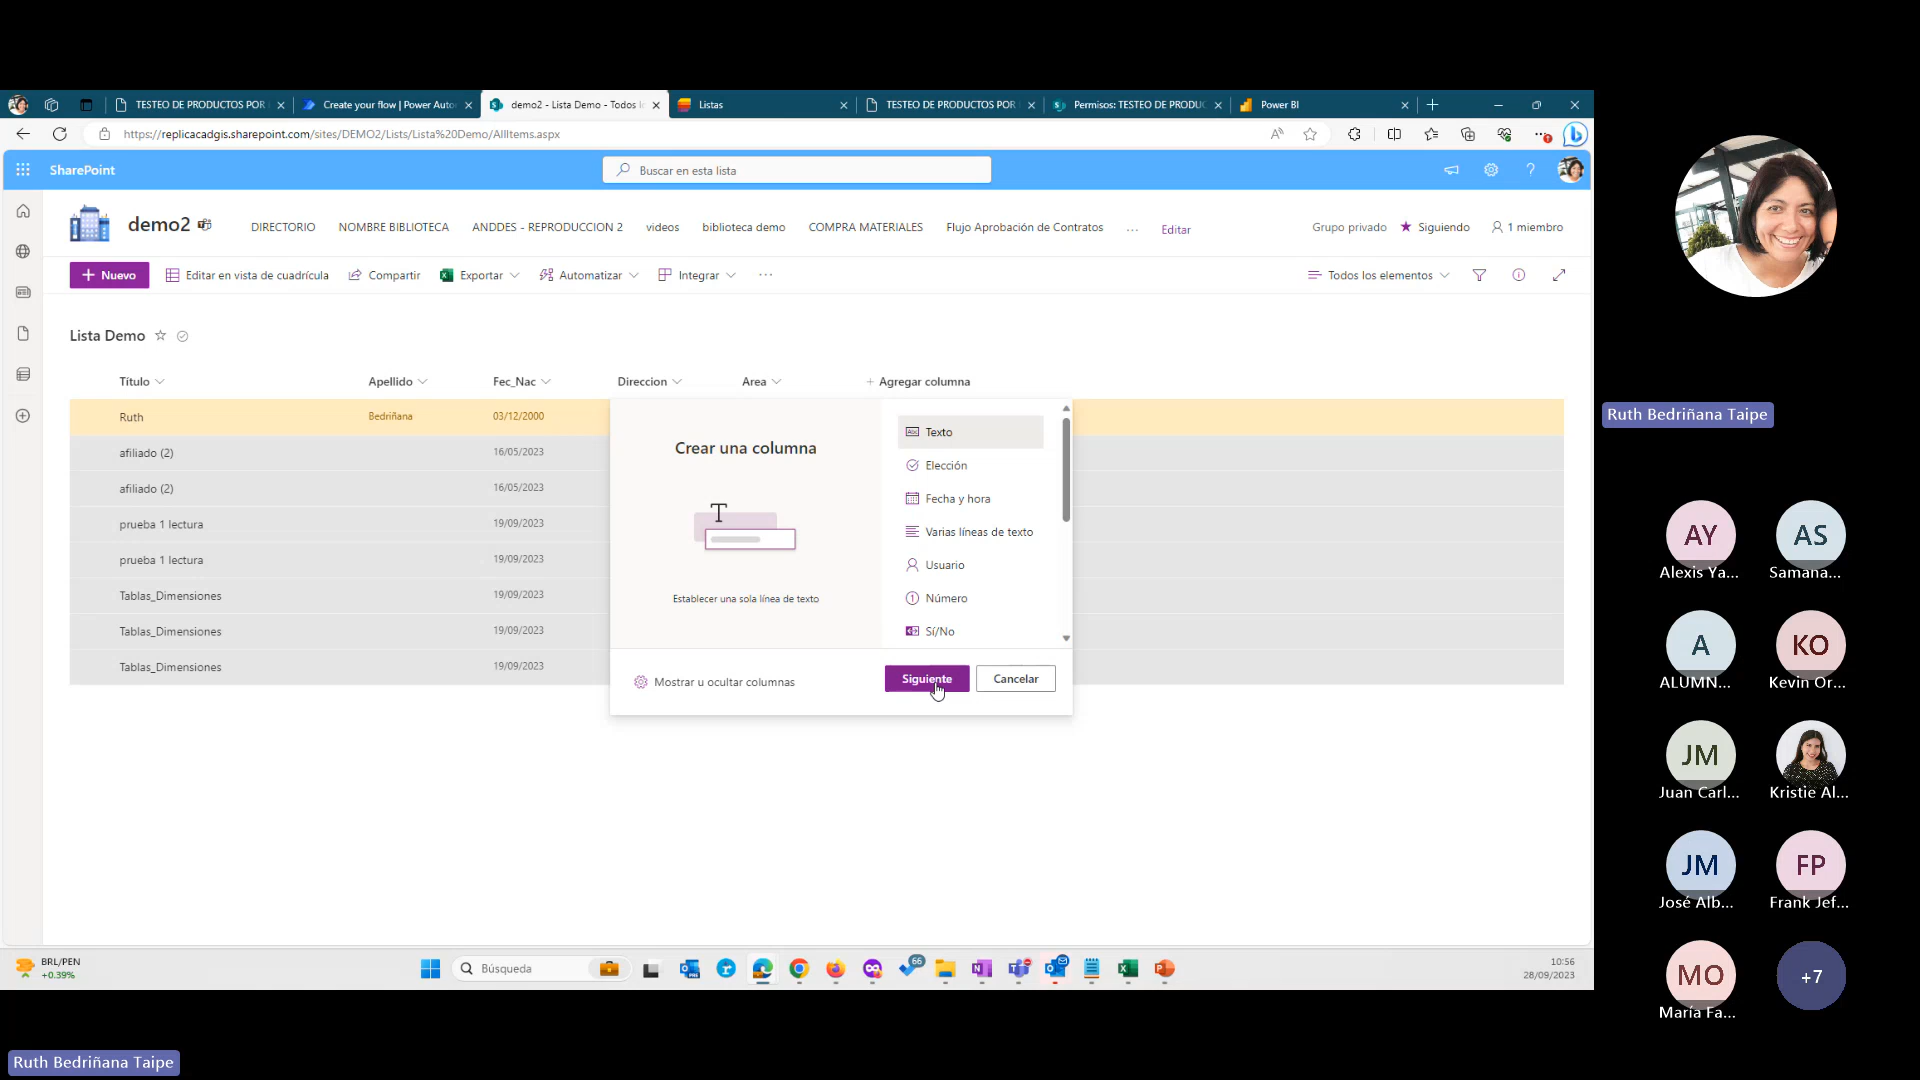 TESTEO DE PRODUCTOS POR
Create your flow | Power Auto
demo2 - Lista Demo - Todos l
Listas
TESTEO DE PRODUCTOS POR
Permisos: TESTEO DE PRODUC
Power BI
https://replicacadgis.sharepoint.com/sites/DEMO2/Lists/Lista%20Demo/AllItems.aspx
SharePoint
Buscar en esta lista
demo2
DIRECTORIO
NOMBRE BIBLIOTECA
ANDDES - REPRODUCCION 2
videos
biblioteca demo
COMPRA MATERIALES
Flujo Aprobación de Contratos
...
Editar
Grupo privado
Siguiendo
1 miembro
+ Nuevo
Editar en vista de cuadrícula
Compartir
Exportar
Automatizar
Integrar
...
Todos los elementos
Lista Demo
Título
Apellido
Fec_Nac
Direccion
Area
+ Agregar columna
Ruth
Bedriñana
03/12/2000
afiliado (2)
16/05/2023
afiliado (2)
16/05/2023
prueba 1 lectura
19/09/2023
prueba 1 lectura
19/09/2023
Tablas_Dimensiones
19/09/2023
Tablas_Dimensiones
19/09/2023
Tablas_Dimensiones
19/09/2023
Crear una columna
T
Establecer una sola línea de texto
Abc Texto
Elección
Fecha y hora
Varias líneas de texto
Usuario
1 Número
Sí/No
Mostrar u ocultar columnas
Siguiente
Cancelar
BRL/PEN
+0.39%
Búsqueda
66
10:56
28/09/2023
Ruth Bedriñana Taipe
AY
Alexis Ya...
AS
Samana...
A
ALUMN...
KO
Kevin Or...
JM
Juan Carl...
Kristie Al...
JM
José Alb...
FP
Frank Jef...
MO
María Fa...
+7
Ruth Bedriñana Taipe